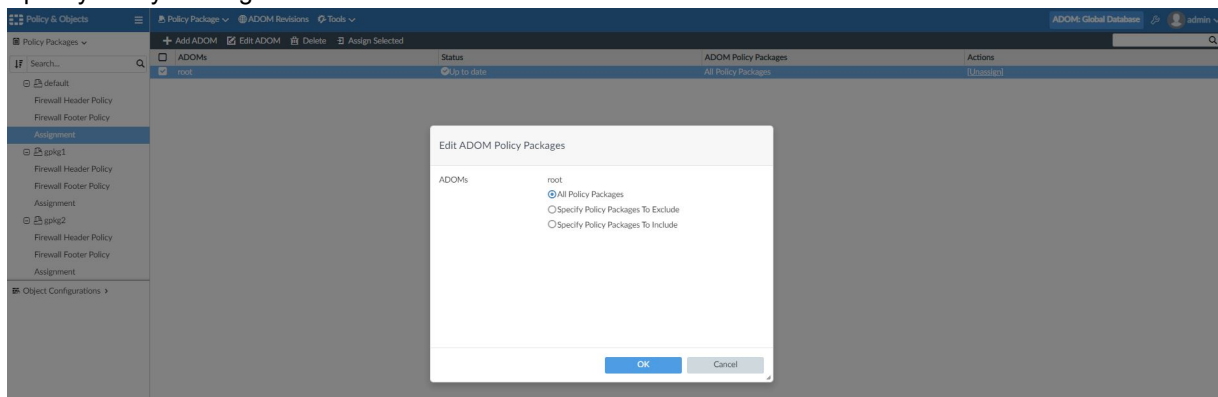 Policy & Objects
Policy Package ADOM Revisions Tools
ADOM: Global Database admin
Policy Packages
Add ADOM Edit ADOM Delete Assign Selected
Search...
ADOMs Status ADOM Policy Packages Actions
root Up to date All Policy Packages [Unassign]
default
Firewall Header Policy
Firewall Footer Policy
Assignment
gpkg1
Firewall Header Policy
Firewall Footer Policy
Assignment
gpkg2
Firewall Header Policy
Firewall Footer Policy
Assignment
Object Configurations >
Edit ADOM Policy Packages
ADOMs root
All Policy Packages
Specify Policy Packages To Exclude
Specify Policy Packages To Include
OK Cancel